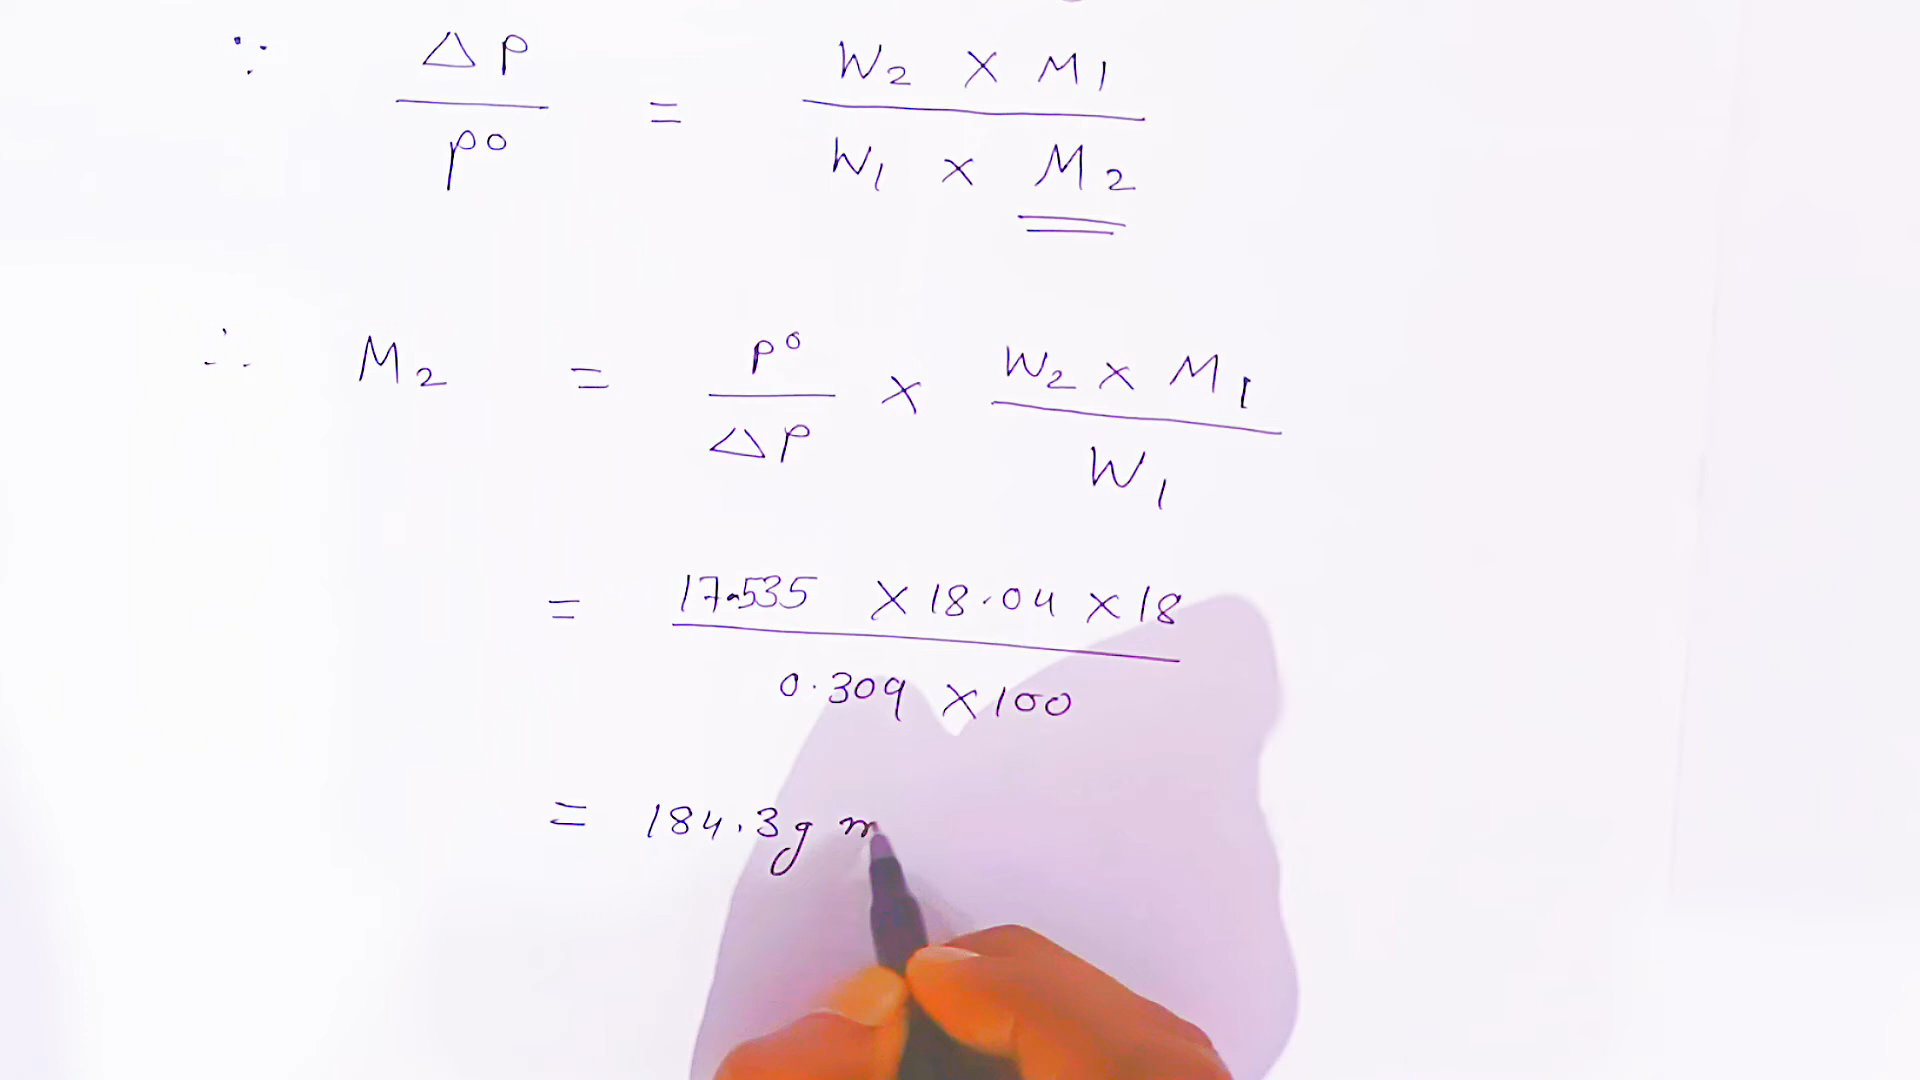 ∵ ΔP / P° = W2 × M1 / W1 × M2
∴ M2 = P° / ΔP × W2 × M1 / W1
= 17.535 × 18.04 × 18 / 0.309 × 100
= 184.3g m